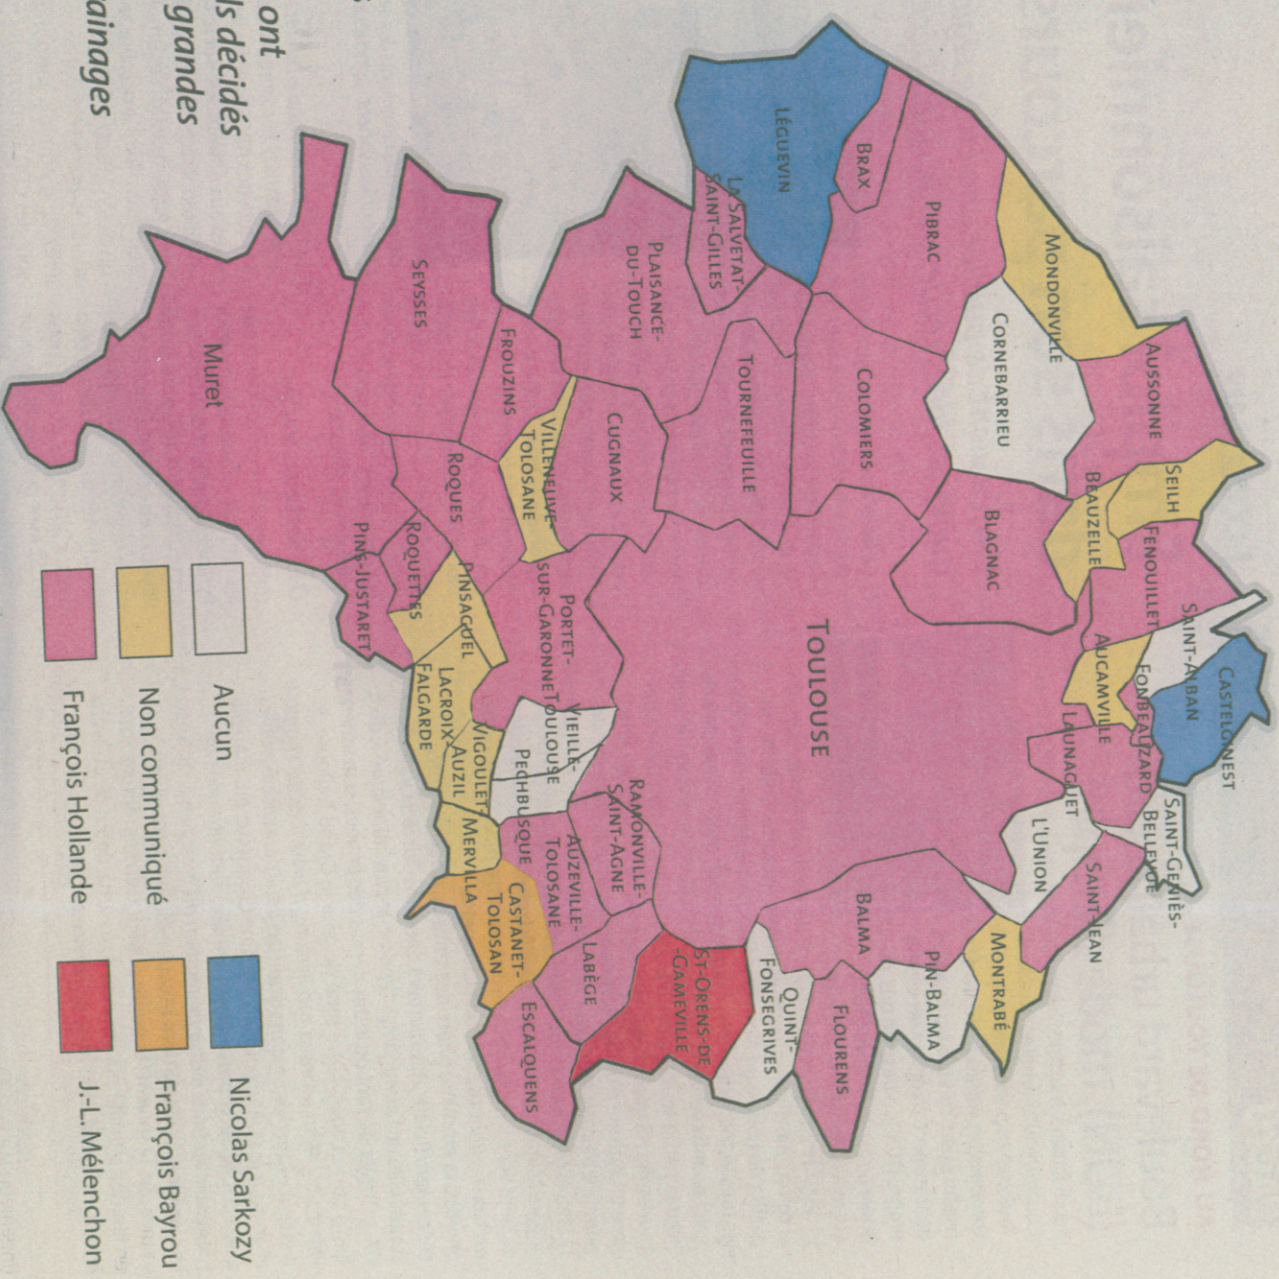 CASTELGINEST
SAINT-ALBAN
SEILH
SAINT-GENIÈS-
BELLEVUE
AUSSONNE
FENOUILLET
FONBEAUZARD
AUCAMVILLE
BEAUZELLE
SAINT-JEAN
LAUNAGUET
MONDONVILLE
L'UNION
CORNEBARRIEU
MONTRABÉ
BLAGNAC
PIBRAC
PIN-BALMA
COLOMIERS
BALMA
BRAX
FLOURENS
TOULOUSE
LÉGUEVIN
QUINT-
FONSEGRIVES
TOURNEFEUILLE
LA SALVETAT-
SAINT-GILLES
ST-ORENS-DE
-GAMEVILLE
PLAISANCE-
DU-TOUCH
RAMONVILLE-
SAINT-AGNE
CUGNAUX
LABÈGE
PORTET-
SUR-GARONNE
VIEILLE-
TOULOUSE
AUZEVILLE-
TOLOSANE
VILLENEUVE-
TOLOSANE
PECHBUSQUE
ESCALQUENS
CASTANET-
TOLOSAN
FROUZINS
VIGOULET-
AUZIL
MERVILLA
PINSAGUEL
ROQUES
LACROIX-
FALGARDE
SEYSSES
ROQUETTES
PINS-JUSTARET
Muret
ont
ls décidés
grandes
ainages
Aucun
Non communiqué
François Hollande
Nicolas Sarkozy
François Bayrou
J.-L. Mélenchon